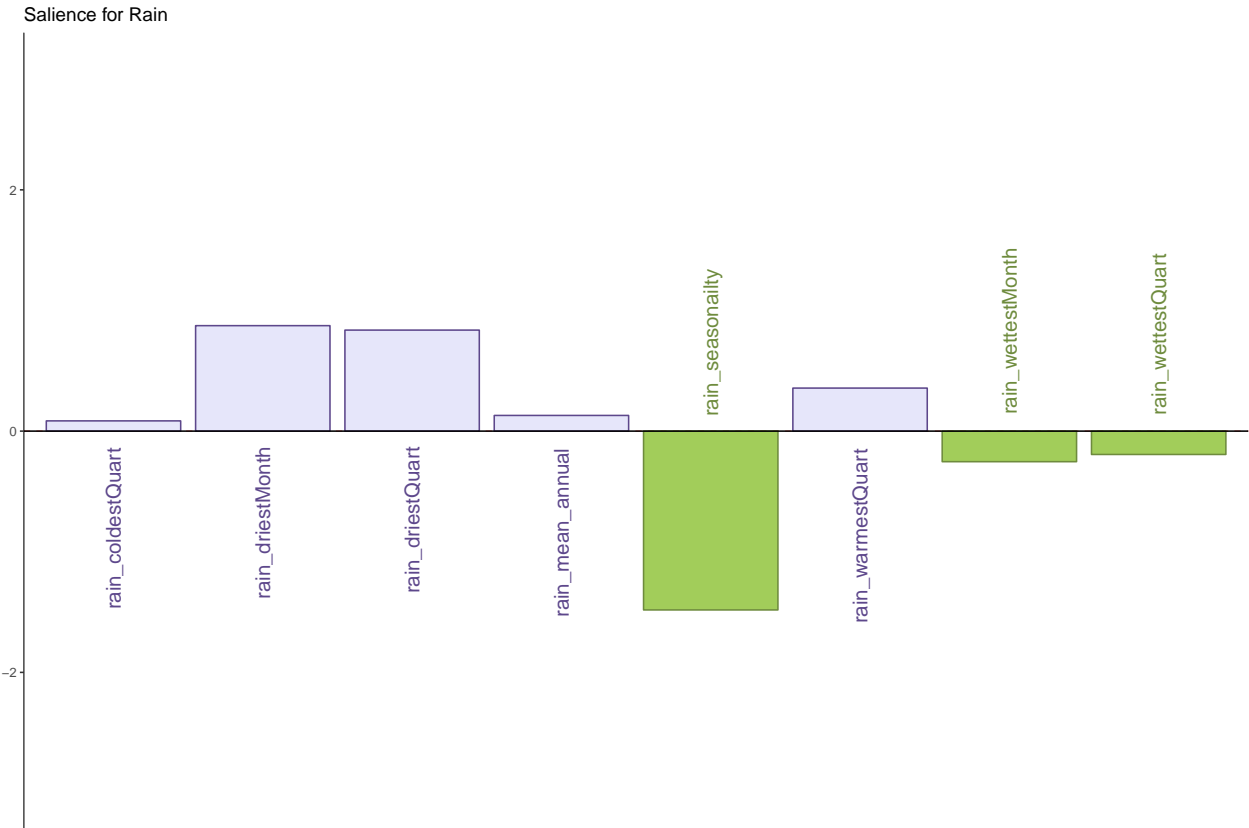 Salience for Rain
2
0
−2
rain_coldestQuart
rain_driestMonth
rain_driestQuart
rain_mean_annual
rain_seasonailty
rain_warmestQuart
rain_wettestMonth
rain_wettestQuart